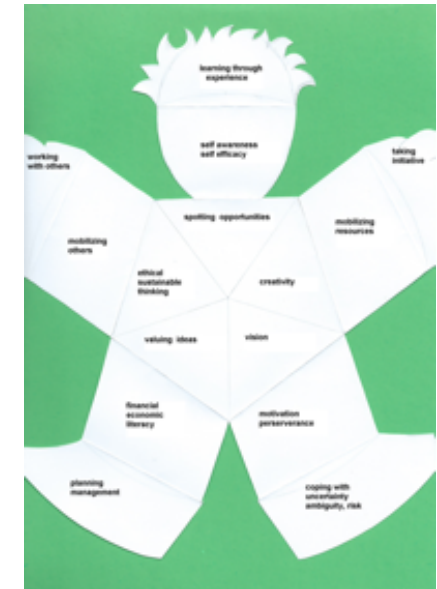 learning through
experience
self awareness
self efficacy
working
with others
taking
initiative
spotting opportunities
mobilizing
others
mobilizing
resources
ethical
sustainable
thinking
creativity
valuing ideas
vision
financial
economic
literacy
motivation
perserverance
planning
management
coping with
uncertainty
ambiguity, risk